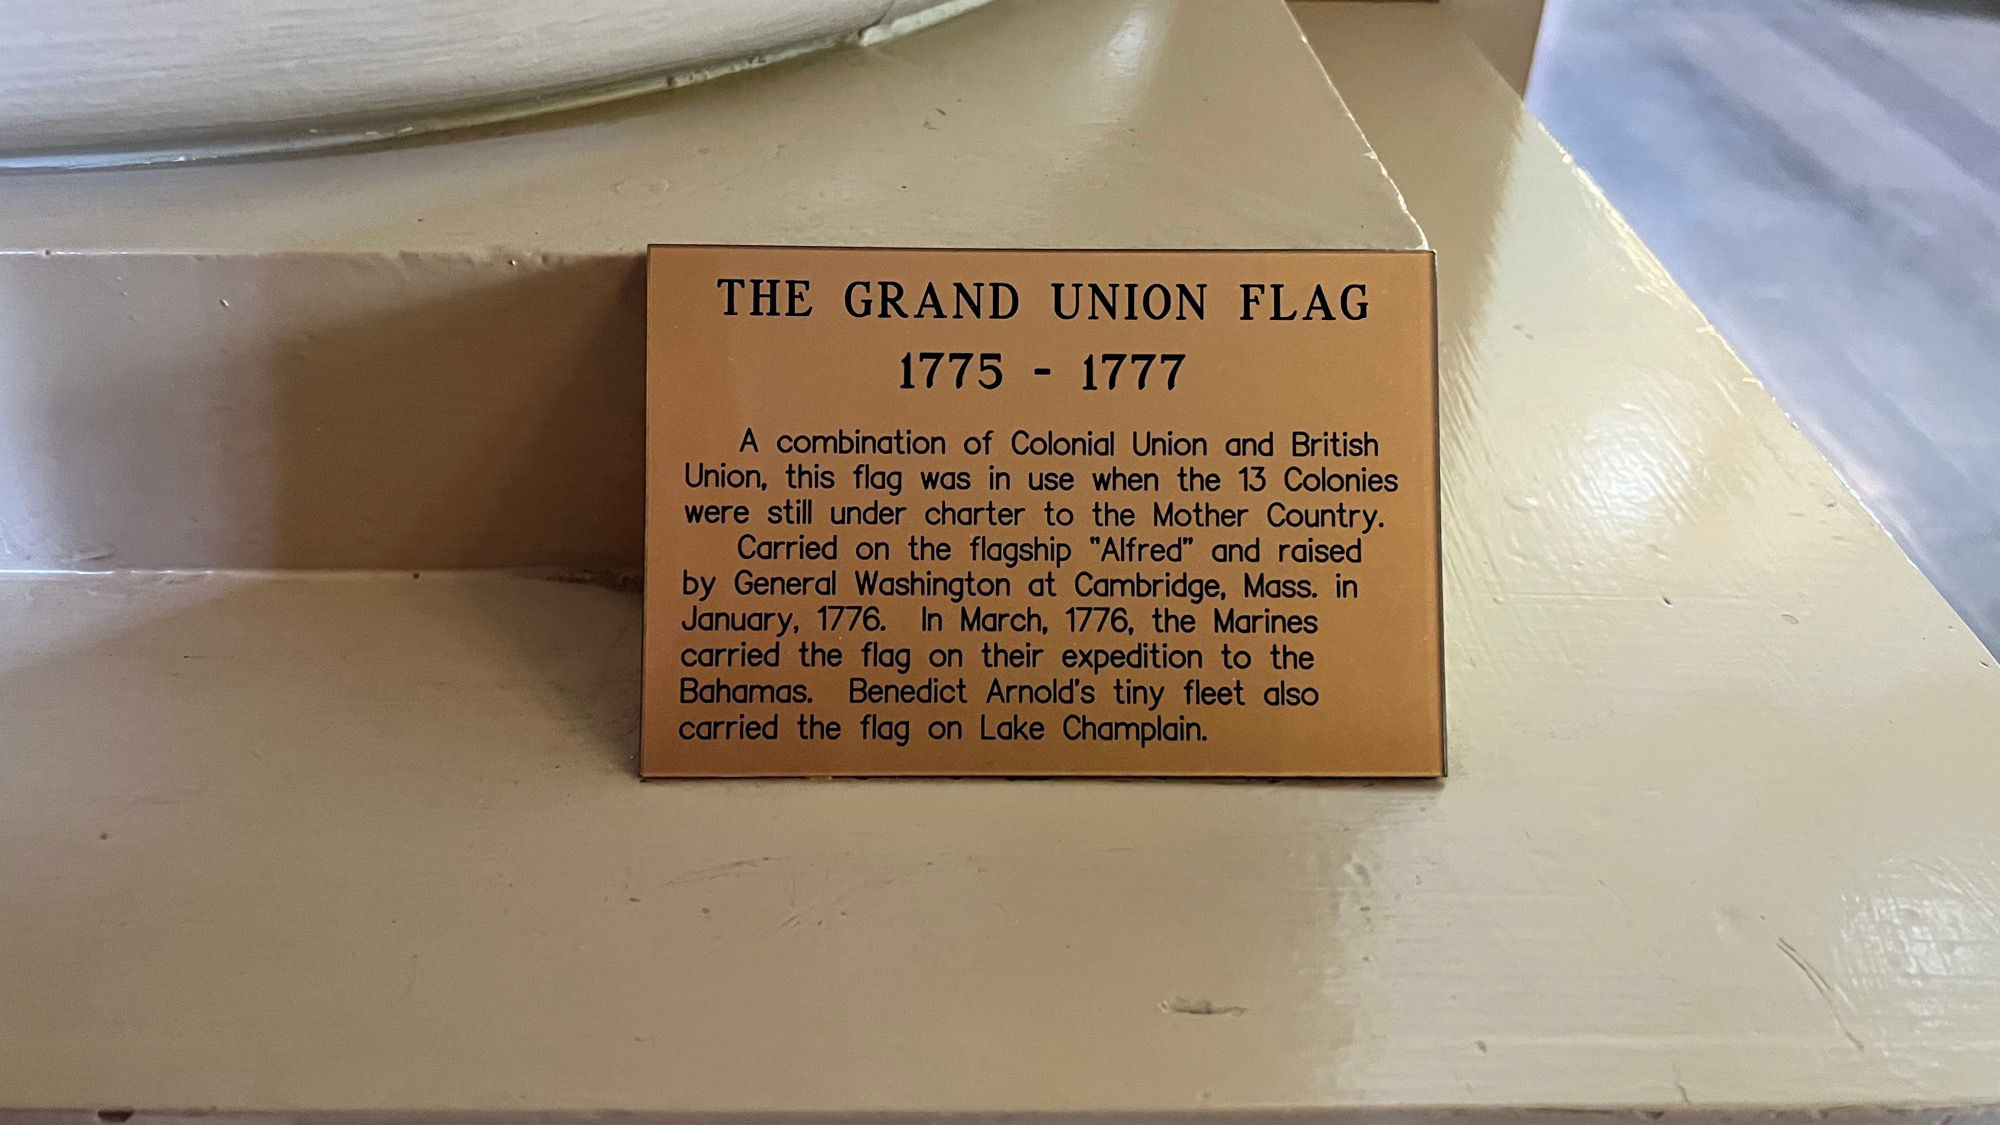 THE GRAND UNION FLAG
1775 - 1777
A combination of Colonial Union and British
Union, this flag was in use when the 13 Colonies
were still under charter to the Mother Country.
Carried on the flagship "Alfred" and raised
by General Washington at Cambridge, Mass. in
January, 1776. In March, 1776, the Marines
carried the flag on their expedition to the
Bahamas. Benedict Arnold's tiny fleet also
carried the flag on Lake Champlain.